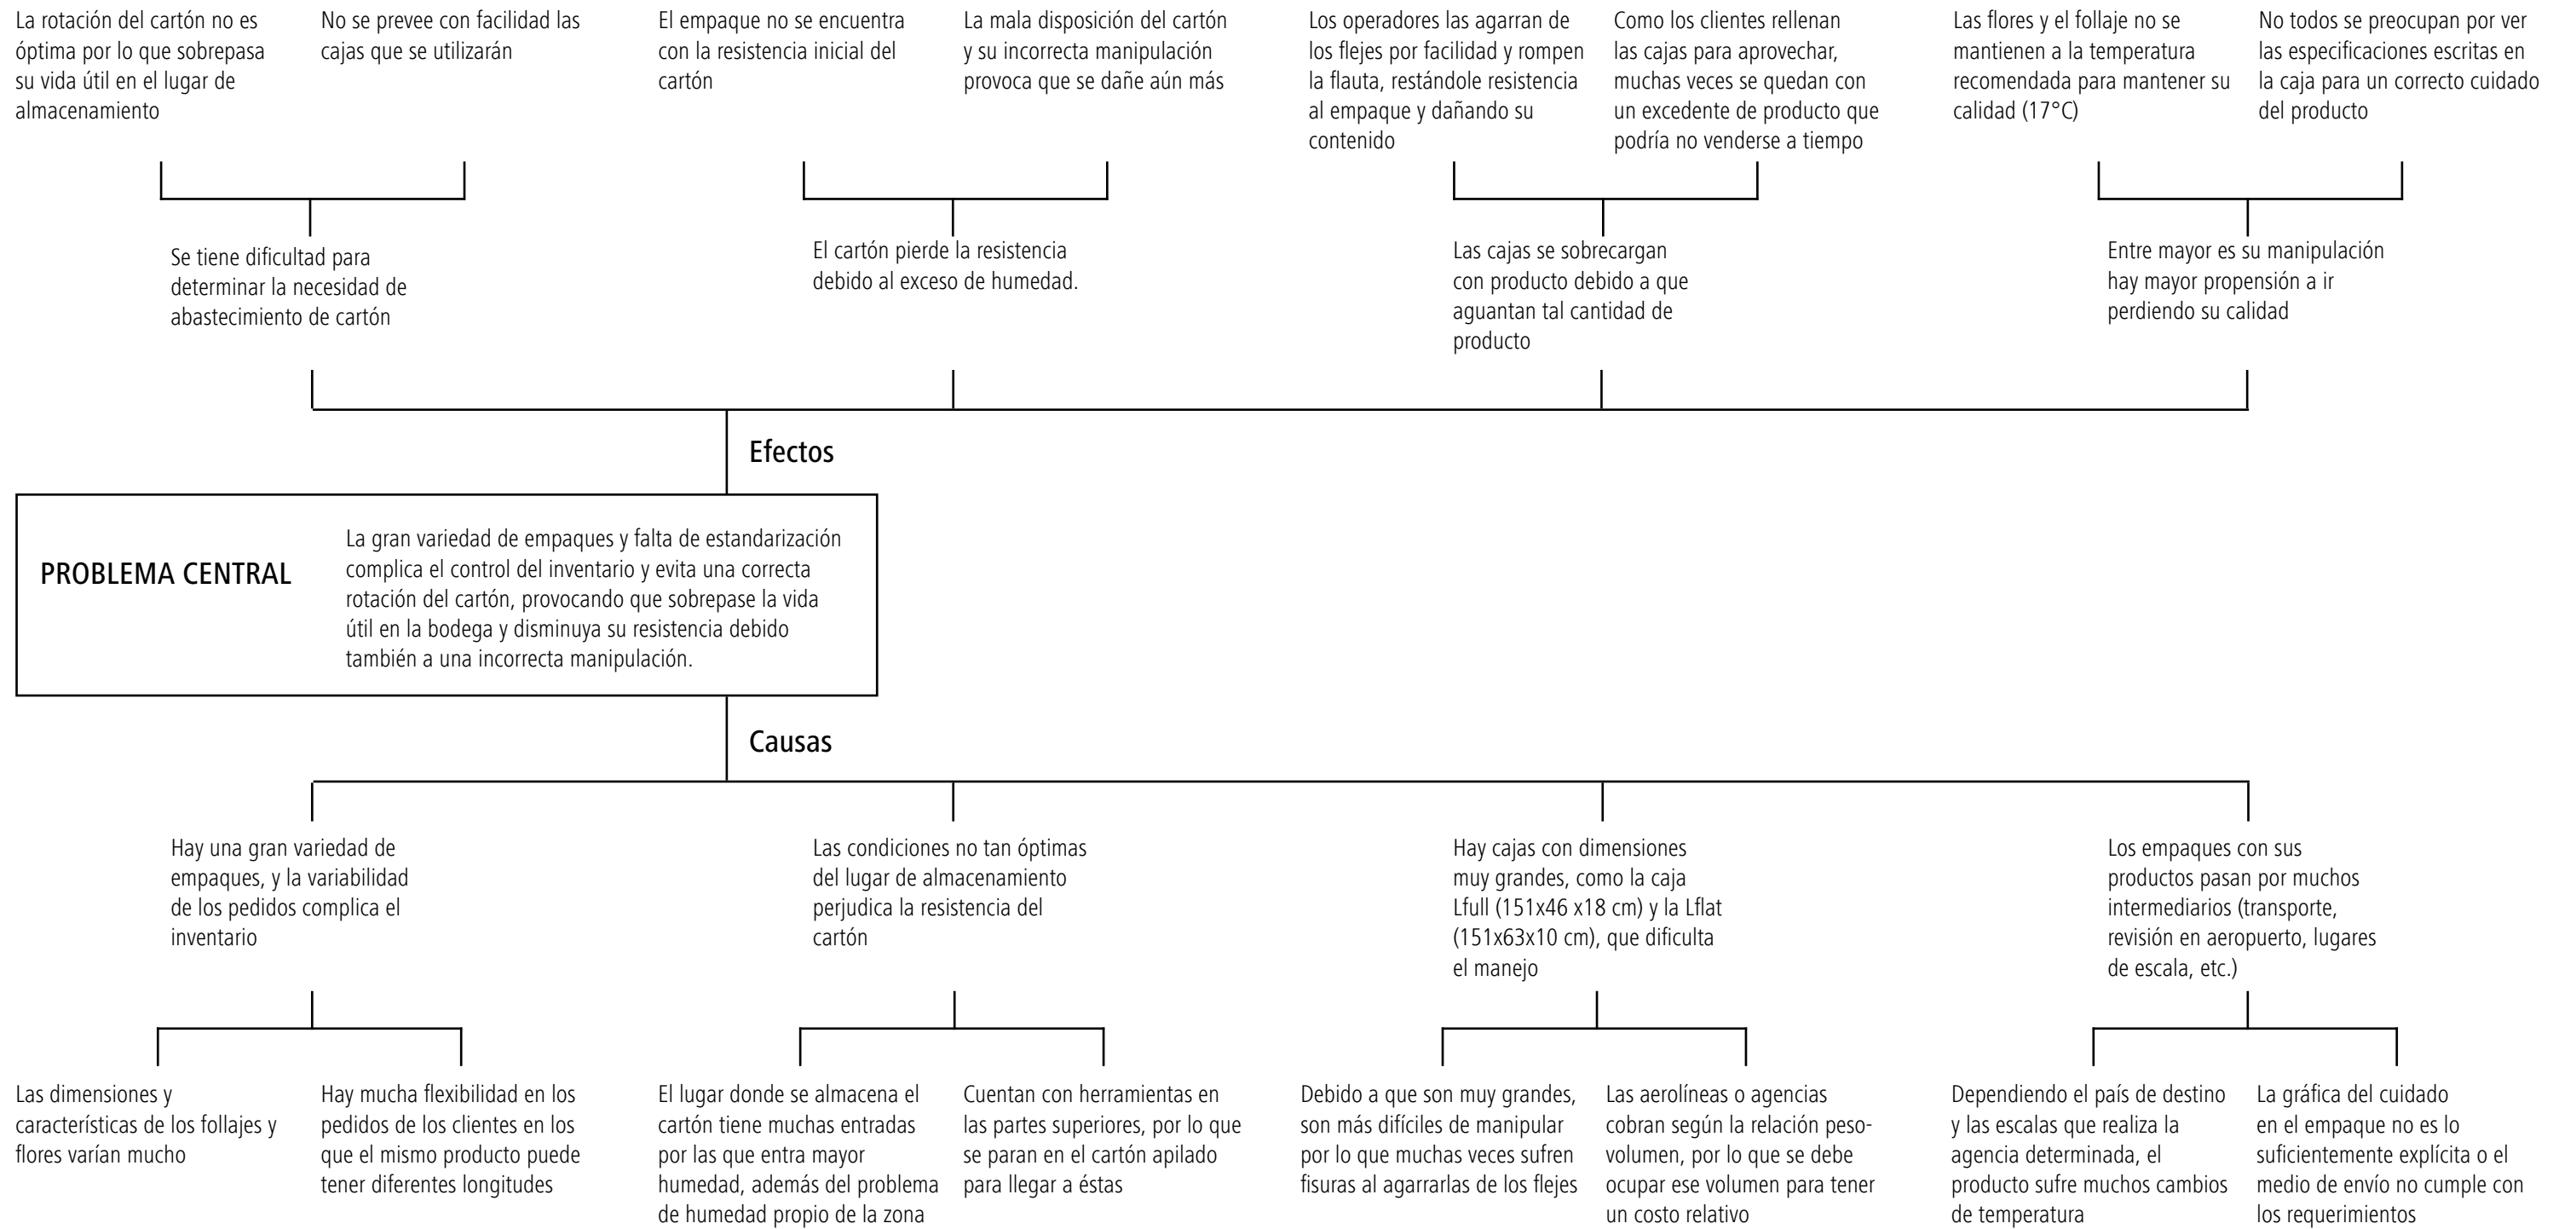 La rotación del cartón no es
óptima por lo que sobrepasa
su vida útil en el lugar de
almacenamiento
No se prevee con facilidad las
cajas que se utilizarán
El empaque no se encuentra
con la resistencia inicial del
cartón
La mala disposición del cartón
y su incorrecta manipulación
provoca que se dañe aún más
Los operadores las agarran de
los flejes por facilidad y rompen
la flauta, restándole resistencia
al empaque y dañando su
contenido
Como los clientes rellenan
las cajas para aprovechar,
muchas veces se quedan con
un excedente de producto que
podría no venderse a tiempo
Las flores y el follaje no se
mantienen a la temperatura
recomendada para mantener su
calidad (17°C)
No todos se preocupan por ver
las especificaciones escritas en
la caja para un correcto cuidado
del producto
Se tiene dificultad para
determinar la necesidad de
abastecimiento de cartón
El cartón pierde la resistencia
debido al exceso de humedad.
Las cajas se sobrecargan
con producto debido a que
aguantan tal cantidad de
producto
Entre mayor es su manipulación
hay mayor propensión a ir
perdiendo su calidad
Efectos
PROBLEMA CENTRAL
La gran variedad de empaques y falta de estandarización
complica el control del inventario y evita una correcta
rotación del cartón, provocando que sobrepase la vida
útil en la bodega y disminuya su resistencia debido
también a una incorrecta manipulación.
Causas
Hay una gran variedad de
empaques, y la variabilidad
de los pedidos complica el
inventario
Las condiciones no tan óptimas
del lugar de almacenamiento
perjudica la resistencia del
cartón
Hay cajas con dimensiones
muy grandes, como la caja
Lfull (151x46 x18 cm) y la Lflat
(151x63x10 cm), que dificulta
el manejo
Los empaques con sus
productos pasan por muchos
intermediarios (transporte,
revisión en aeropuerto, lugares
de escala, etc.)
Las dimensiones y
características de los follajes y
flores varían mucho
Hay mucha flexibilidad en los
pedidos de los clientes en los
que el mismo producto puede
tener diferentes longitudes
El lugar donde se almacena el
cartón tiene muchas entradas
por las que entra mayor
humedad, además del problema
de humedad propio de la zona
Cuentan con herramientas en
las partes superiores, por lo que
se paran en el cartón apilado
para llegar a éstas
Debido a que son muy grandes,
son más difíciles de manipular
por lo que muchas veces sufren
fisuras al agarrarlas de los flejes
Las aerolíneas o agencias
cobran según la relación peso-
volumen, por lo que se debe
ocupar ese volumen para tener
un costo relativo
Dependiendo el país de destino
y las escalas que realiza la
agencia determinada, el
producto sufre muchos cambios
de temperatura
La gráfica del cuidado
en el empaque no es lo
suficientemente explícita o el
medio de envío no cumple con
los requerimientos